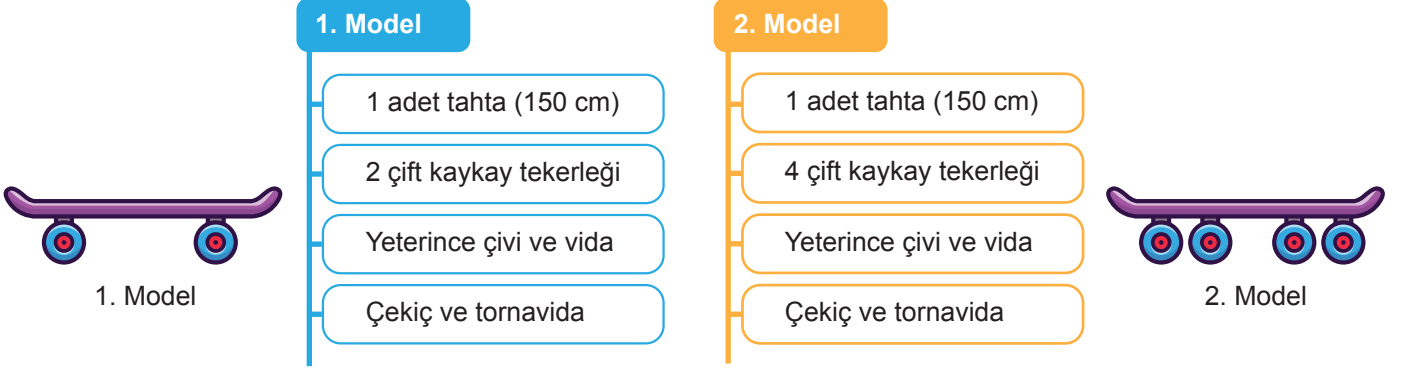 1. Model
1 adet tahta (150 cm)
2 çift kaykay tekerleği
Yeterince çivi ve vida
Çekiç ve tornavida
1. Model
2. Model
1 adet tahta (150 cm)
4 çift kaykay tekerleği
Yeterince çivi ve vida
Çekiç ve tornavida
2. Model